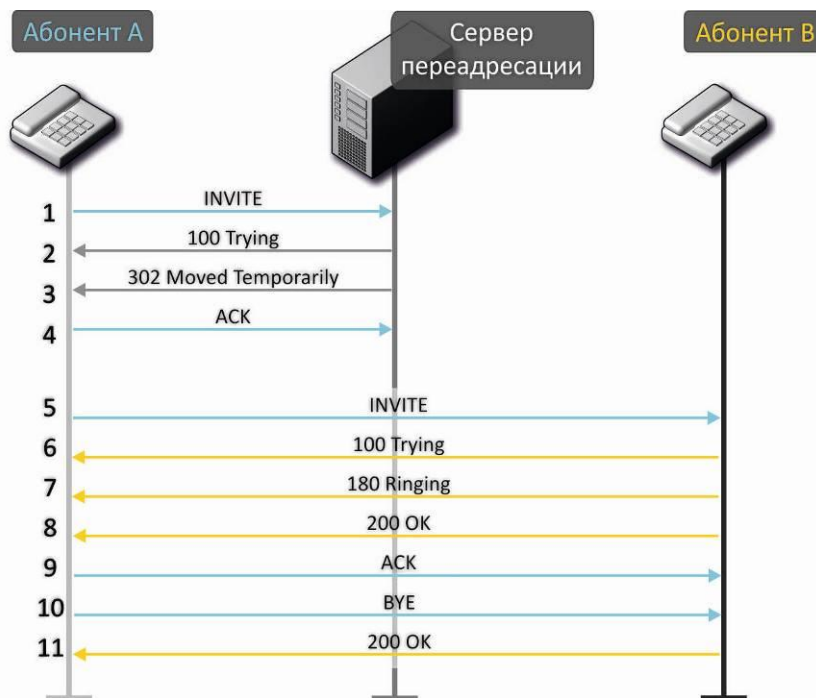 Абонент А
Сервер
переадресации
Абонент В
1 INVITE
2 100 Trying
3 302 Moved Temporarily
4 ACK
5 INVITE
6 100 Trying
7 180 Ringing
8 200 OK
9 ACK
10 BYE
11 200 OK